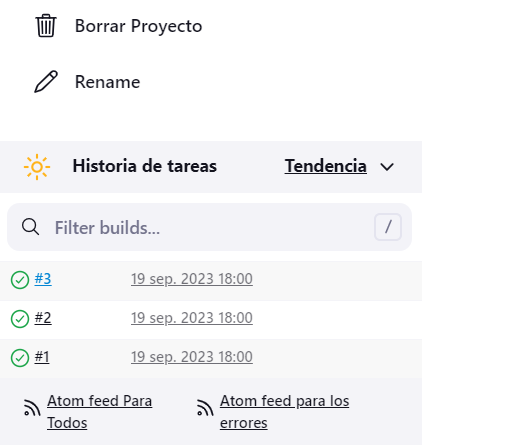 Borrar Proyecto
Rename
Historia de tareas Tendencia
Filter builds... /
#3 19 sep. 2023 18:00
#2 19 sep. 2023 18:00
#1 19 sep. 2023 18:00
Atom feed Para
Todos
Atom feed para los
errores